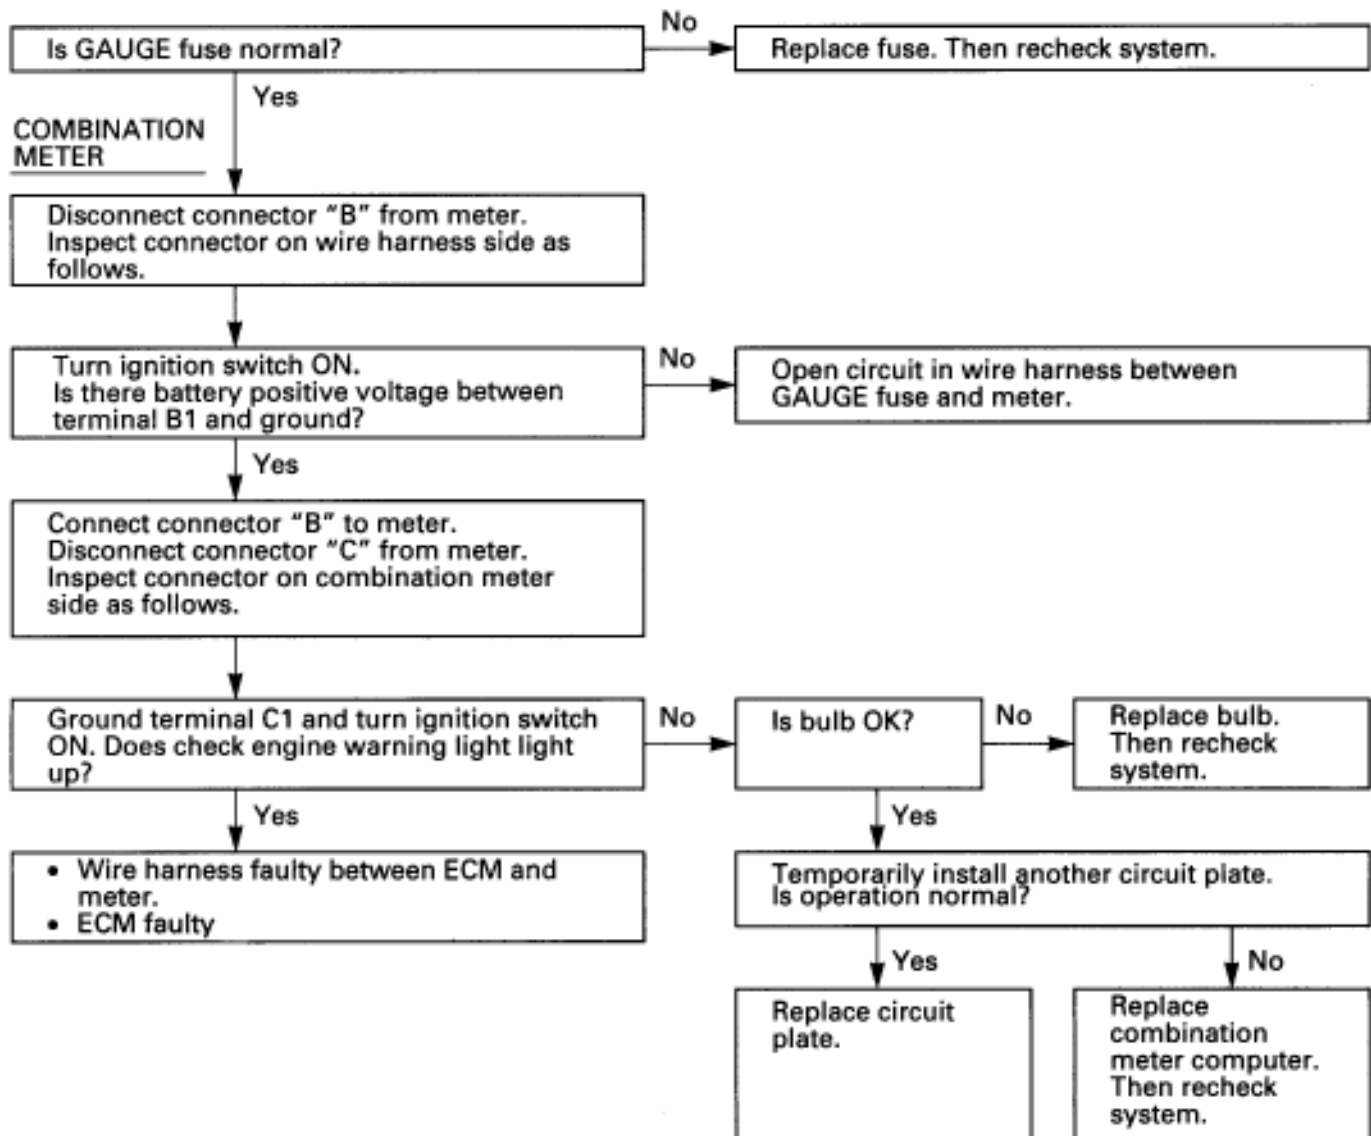 No
Is GAUGE fuse normal?
Replace fuse. Then recheck system.
Yes
COMBINATION
METER
Disconnect connector "B" from meter.
Inspect connector on wire harness side as
follows.
Turn ignition switch ON.
Is there battery positive voltage between
terminal B1 and ground?
No
Open circuit in wire harness between
GAUGE fuse and meter.
Yes
Connect connector "B" to meter.
Disconnect connector "C" from meter.
Inspect connector on combination meter
side as follows.
Ground terminal C1 and turn ignition switch
ON. Does check engine warning light light
up?
No
Is bulb OK?
No
Replace bulb.
Then recheck
system.
Yes
Yes
• Wire harness faulty between ECM and
meter.
• ECM faulty
Temporarily install another circuit plate.
Is operation normal?
Yes
No
Replace circuit
plate.
Replace
combination
meter computer.
Then recheck
system.